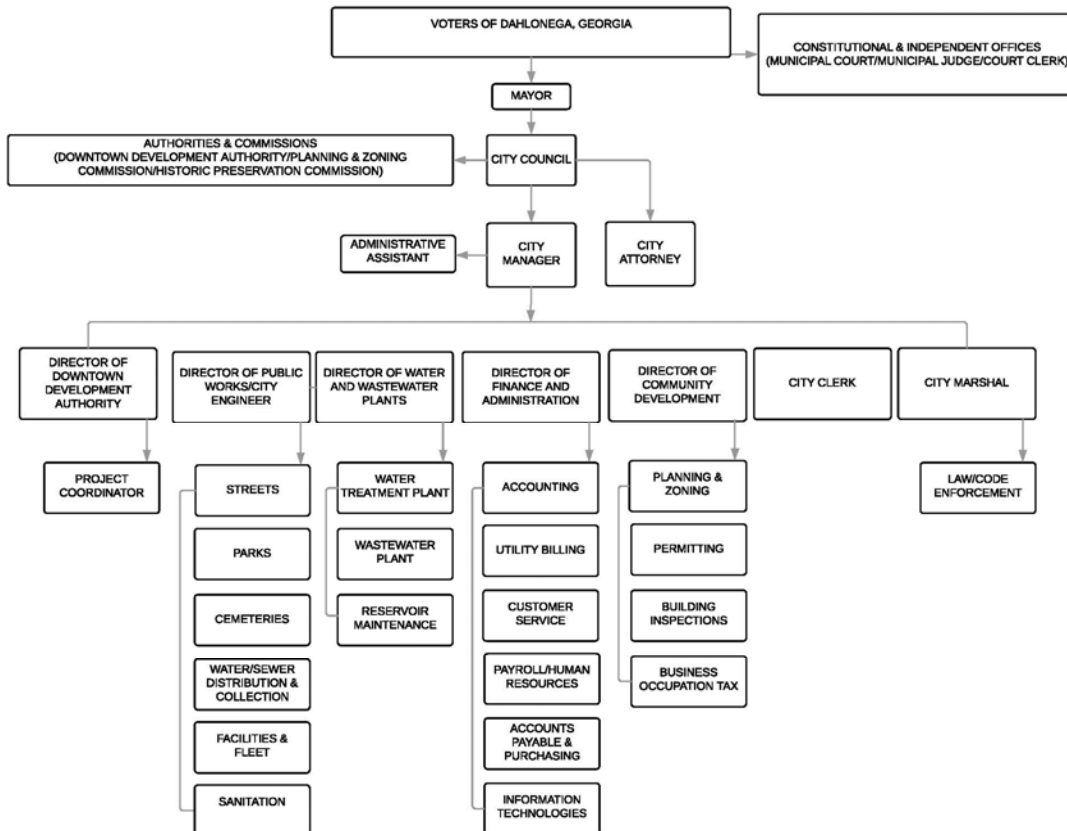 VOTERS OF DAHLONEGA, GEORGIA
CONSTITUTIONAL & INDEPENDENT OFFICES
(MUNICIPAL COURT/MUNICIPAL JUDGE/COURT CLERK)
MAYOR
AUTHORITIES & COMMISSIONS
(DOWNTOWN DEVELOPMENT AUTHORITY/PLANNING & ZONING
COMMISSION/HISTORIC PRESERVATION COMMISSION)
CITY COUNCIL
ADMINISTRATIVE
ASSISTANT
CITY
MANAGER
CITY
ATTORNEY
DIRECTOR OF
DOWNTOWN
DEVELOPMENT
AUTHORITY
DIRECTOR OF PUBLIC
WORKS/CITY
ENGINEER
DIRECTOR OF WATER
AND WASTEWATER
PLANTS
DIRECTOR OF
FINANCE AND
ADMINISTRATION
DIRECTOR OF
COMMUNITY
DEVELOPMENT
CITY CLERK
CITY MARSHAL
PROJECT
COORDINATOR
STREETS
PARKS
CEMETERIES
WATER/SEWER
DISTRIBUTION &
COLLECTION
FACILITIES &
FLEET
SANITATION
WATER
TREATMENT PLANT
WASTEWATER
PLANT
RESERVOIR
MAINTENANCE
ACCOUNTING
UTILITY BILLING
CUSTOMER
SERVICE
PAYROLL/HUMAN
RESOURCES
ACCOUNTS
PAYABLE &
PURCHASING
INFORMATION
TECHNOLOGIES
PLANNING &
ZONING
PERMITTING
BUILDING
INSPECTIONS
BUSINESS
OCCUPATION TAX
LAW/CODE
ENFORCEMENT